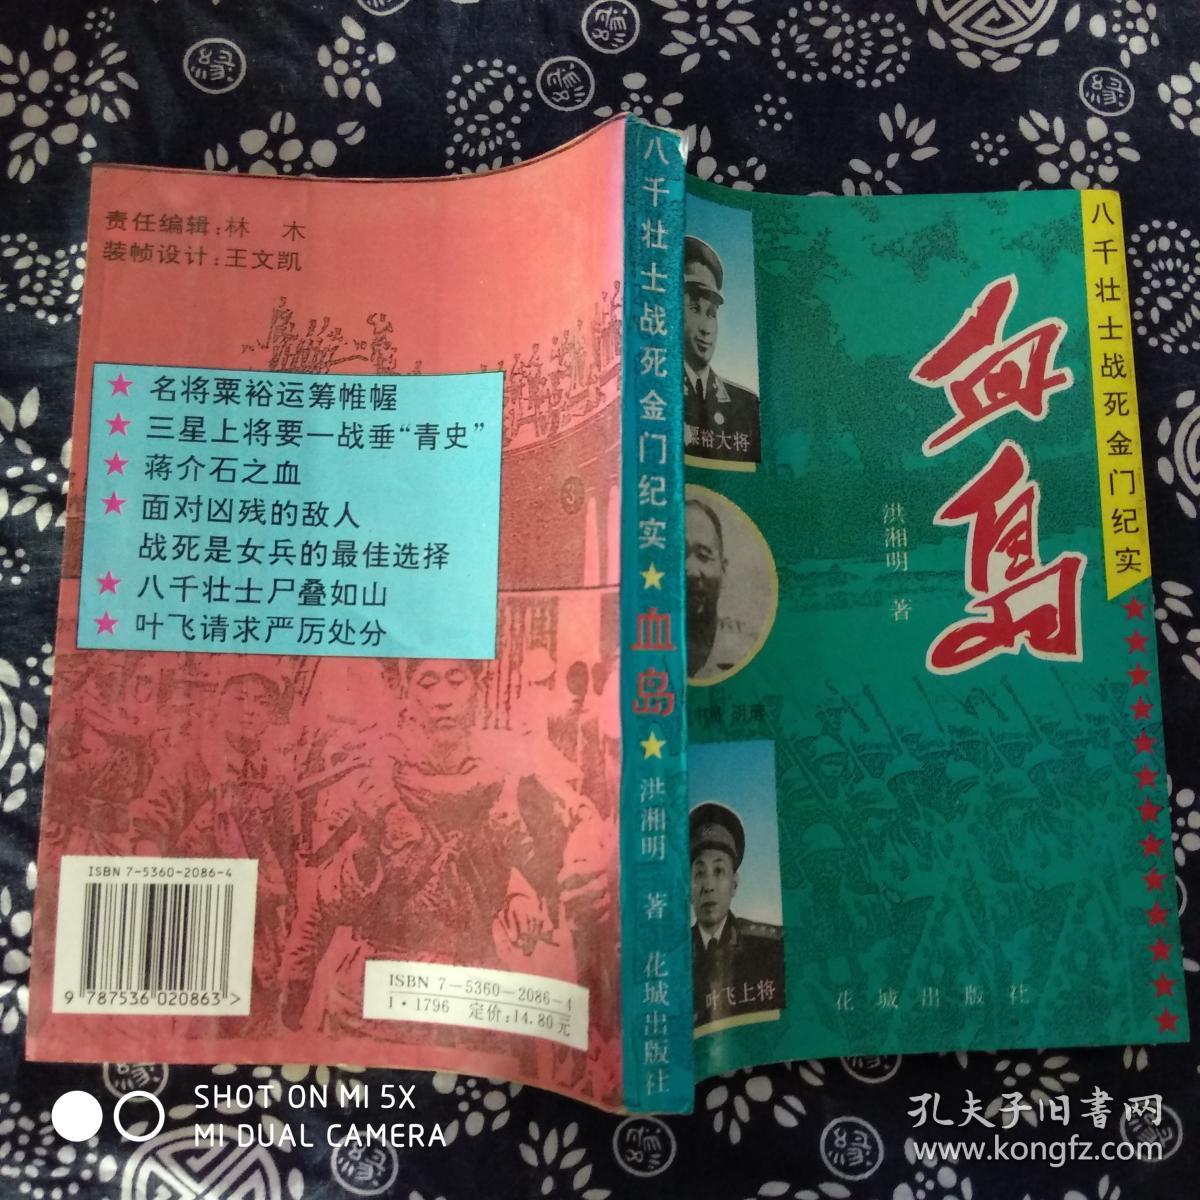 责任编辑：林 木
装帧设计：王文凯
★ 名将粟裕运筹帷幄
★ 三星上将要一战垂“青史”
★ 蒋介石之血
★ 面对凶残的敌人
战死是女兵的最佳选择
★ 八千壮士尸叠如山
★ 叶飞请求严厉处分
ISBN 7-5360-2086-4
9 787536 020863 >
ISBN 7-5360-2086-4
I·1796 定价:14.80元
八千壮士战死金门纪实★血岛★洪湘明 著 花城出版社
粟裕大将
胡琏
叶飞上将
血岛
洪湘明 著
八千壮士战死金门纪实
花城出版社
SHOT ON MI 5X
MI DUAL CAMERA
孔夫子旧書网
www.kongfz.com
缘
缘